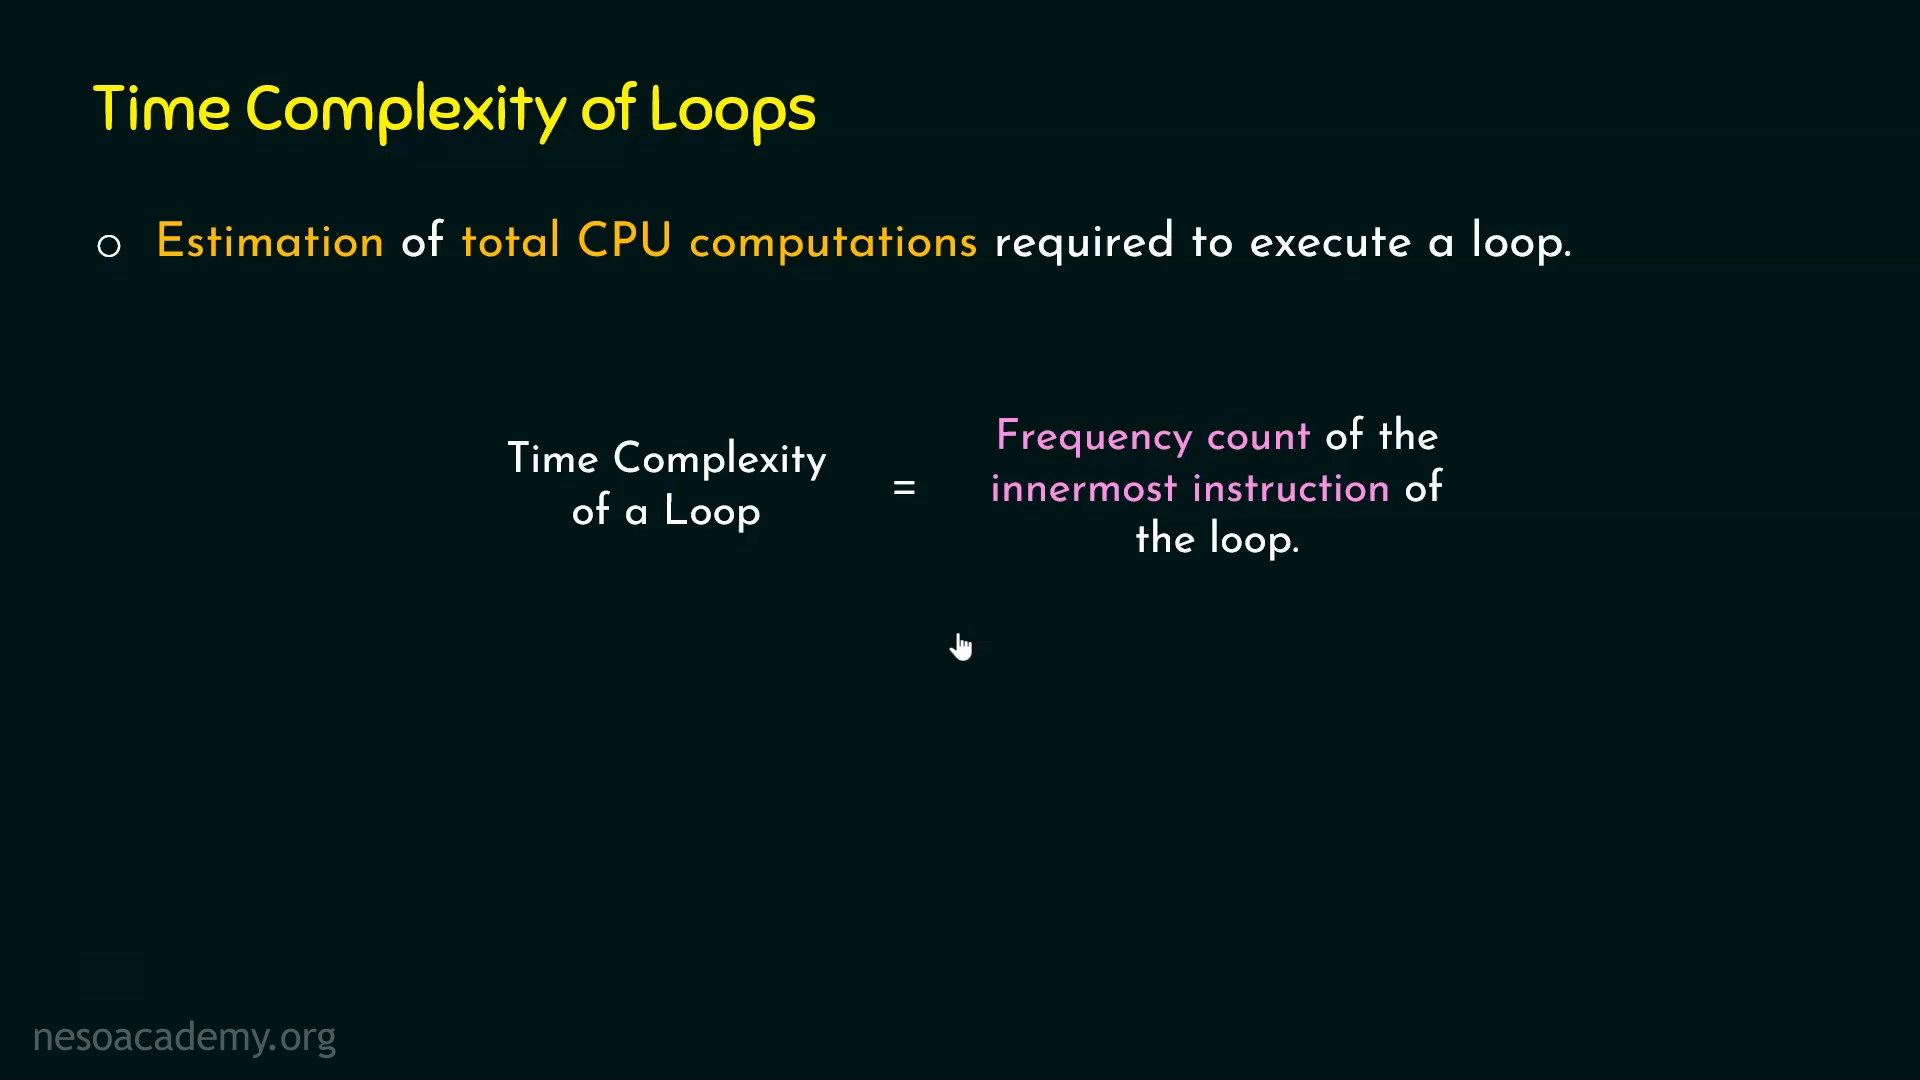 Time Complexity of Loops
Estimation of total CPU computations required to execute a loop.
Time Complexity
of a Loop
=
Frequency count of the
innermost instruction of
the loop.
nesoacademy.org